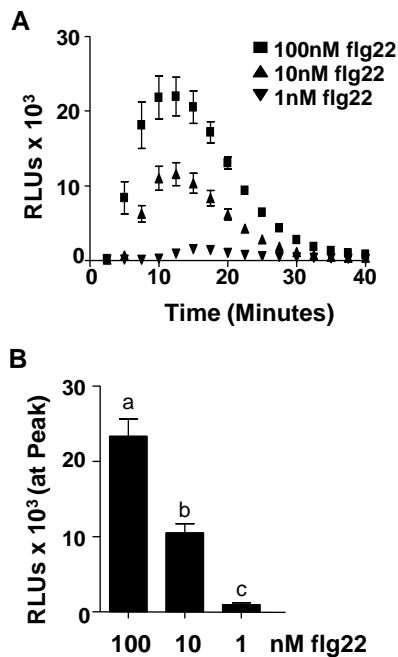 A
30
20
10
0
RLUs x 10³
100nM flg22
10nM flg22
1nM flg22
0 10 20 30 40
Time (Minutes)
B
30
20
10
0
RLUs x 10³ (at Peak)
a
b
c
100 10 1 nM flg22